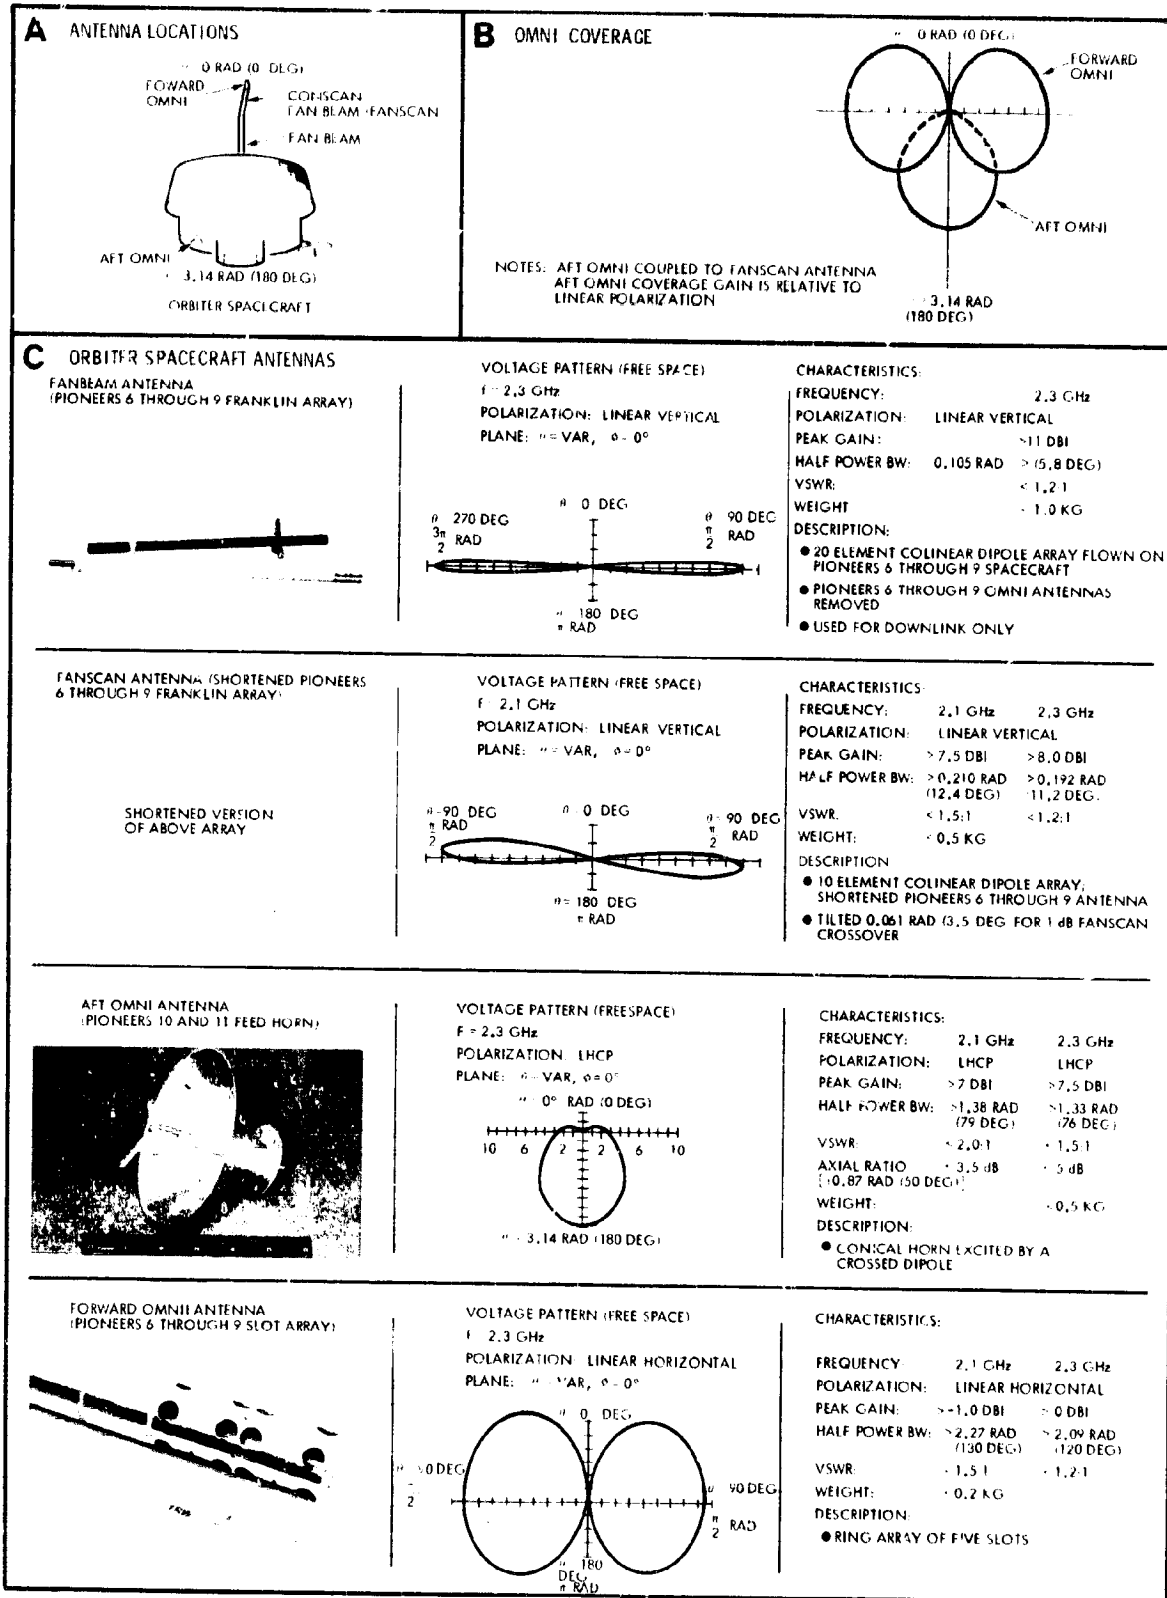 A ANTENNA LOCATIONS
0 RAD (0 DEG)
FOWARD
OMNI
CONSCAN
FAN BEAM FANSCAN
FAN BEAM
AFT OMNI
3.14 RAD (180 DEG)
ORBITER SPACECRAFT
B OMNI COVERAGE
0 RAD (0 DEG)
FORWARD
OMNI
AFT OMNI
NOTES: AFT OMNI COUPLED TO FANSCAN ANTENNA
AFT OMNI COVERAGE GAIN IS RELATIVE TO
LINEAR POLARIZATION
3.14 RAD
(180 DEG)
C ORBITER SPACECRAFT ANTENNAS
FANBEAM ANTENNA
(PIONEERS 6 THROUGH 9 FRANKLIN ARRAY)
VOLTAGE PATTERN (FREE SPACE)
f = 2.3 GHz
POLARIZATION: LINEAR VERTICAL
PLANE: θ = VAR, φ = 0°
θ 0 DEG
θ 270 DEG
3π
2 RAD
θ 90 DEG
π
2 RAD
180 DEG
π RAD
CHARACTERISTICS:
FREQUENCY: 2.3 GHz
POLARIZATION: LINEAR VERTICAL
PEAK GAIN: >11 DBI
HALF POWER BW: 0.105 RAD > (5.8 DEG)
VSWR: < 1.2:1
WEIGHT 1.0 KG
DESCRIPTION:
● 20 ELEMENT COLINEAR DIPOLE ARRAY FLOWN ON
PIONEERS 6 THROUGH 9 SPACECRAFT
● PIONEERS 6 THROUGH 9 OMNI ANTENNAS
REMOVED
● USED FOR DOWNLINK ONLY
FANSCAN ANTENNA (SHORTENED PIONEERS
6 THROUGH 9 FRANKLIN ARRAY)
SHORTENED VERSION
OF ABOVE ARRAY
VOLTAGE PATTERN (FREE SPACE)
F 2.1 GHz
POLARIZATION: LINEAR VERTICAL
PLANE: θ = VAR, φ = 0°
θ = 0 DEG
θ -90 DEG
π RAD
2
θ -90 DEG
π
2 RAD
θ = 180 DEG
π RAD
CHARACTERISTICS
FREQUENCY: 2.1 GHz 2.3 GHz
POLARIZATION: LINEAR VERTICAL
PEAK GAIN: >7.5 DBI >8.0 DBI
HALF POWER BW: >0.210 RAD >0.192 RAD
(12.4 DEG) 11.2 DEG.
VSWR. < 1.5:1 <1.2:1
WEIGHT: 0.5 KG
DESCRIPTION
● 10 ELEMENT COLINEAR DIPOLE ARRAY;
SHORTENED PIONEERS 6 THROUGH 9 ANTENNA
● TILTED 0.061 RAD (3.5 DEG FOR 1 dB FANSCAN
CROSSOVER
AFT OMNI ANTENNA
(PIONEERS 10 AND 11 FEED HORN)
VOLTAGE PATTERN (FREESPACE)
F = 2.3 GHz
POLARIZATION: LHCP
PLANE: θ = VAR, φ = 0°
0° RAD (0 DEG)
10 6 2 2 6 10
3.14 RAD (180 DEG)
CHARACTERISTICS:
FREQUENCY: 2.1 GHz 2.3 GHz
POLARIZATION: LHCP LHCP
PEAK GAIN: >7 DBI >7.5 DBI
HALF POWER BW: >1.38 RAD >1.33 RAD
(79 DEG) (76 DEG)
VSWR: < 2.0:1 1.5:1
AXIAL RATIO 3.5 dB dB
0.87 RAD (50 DEG)
WEIGHT: 0.5 KG
DESCRIPTION:
● CONICAL HORN EXCITED BY A
CROSSED DIPOLE
FORWARD OMNI ANTENNA
(PIONEERS 6 THROUGH 9 SLOT ARRAY)
VOLTAGE PATTERN (FREE SPACE)
f 2.3 GHz
POLARIZATION LINEAR HORIZONTAL
PLANE: VAR, φ = 0°
θ 0 DEG
DEG
2
90 DEG
π
2 RAD
180
DEG
π RAD
CHARACTERISTICS:
FREQUENCY 2.1 GHz 2.3 GHz
POLARIZATION: LINEAR HORIZONTAL
PEAK GAIN: >-1.0 DBI > 0 DBI
HALF POWER BW: >2.27 RAD > 2.09 RAD
(130 DEG) (120 DEG)
VSWR: 1.5 1 1.2:1
WEIGHT: 0.2 KG
DESCRIPTION:
● RING ARRAY OF FIVE SLOTS